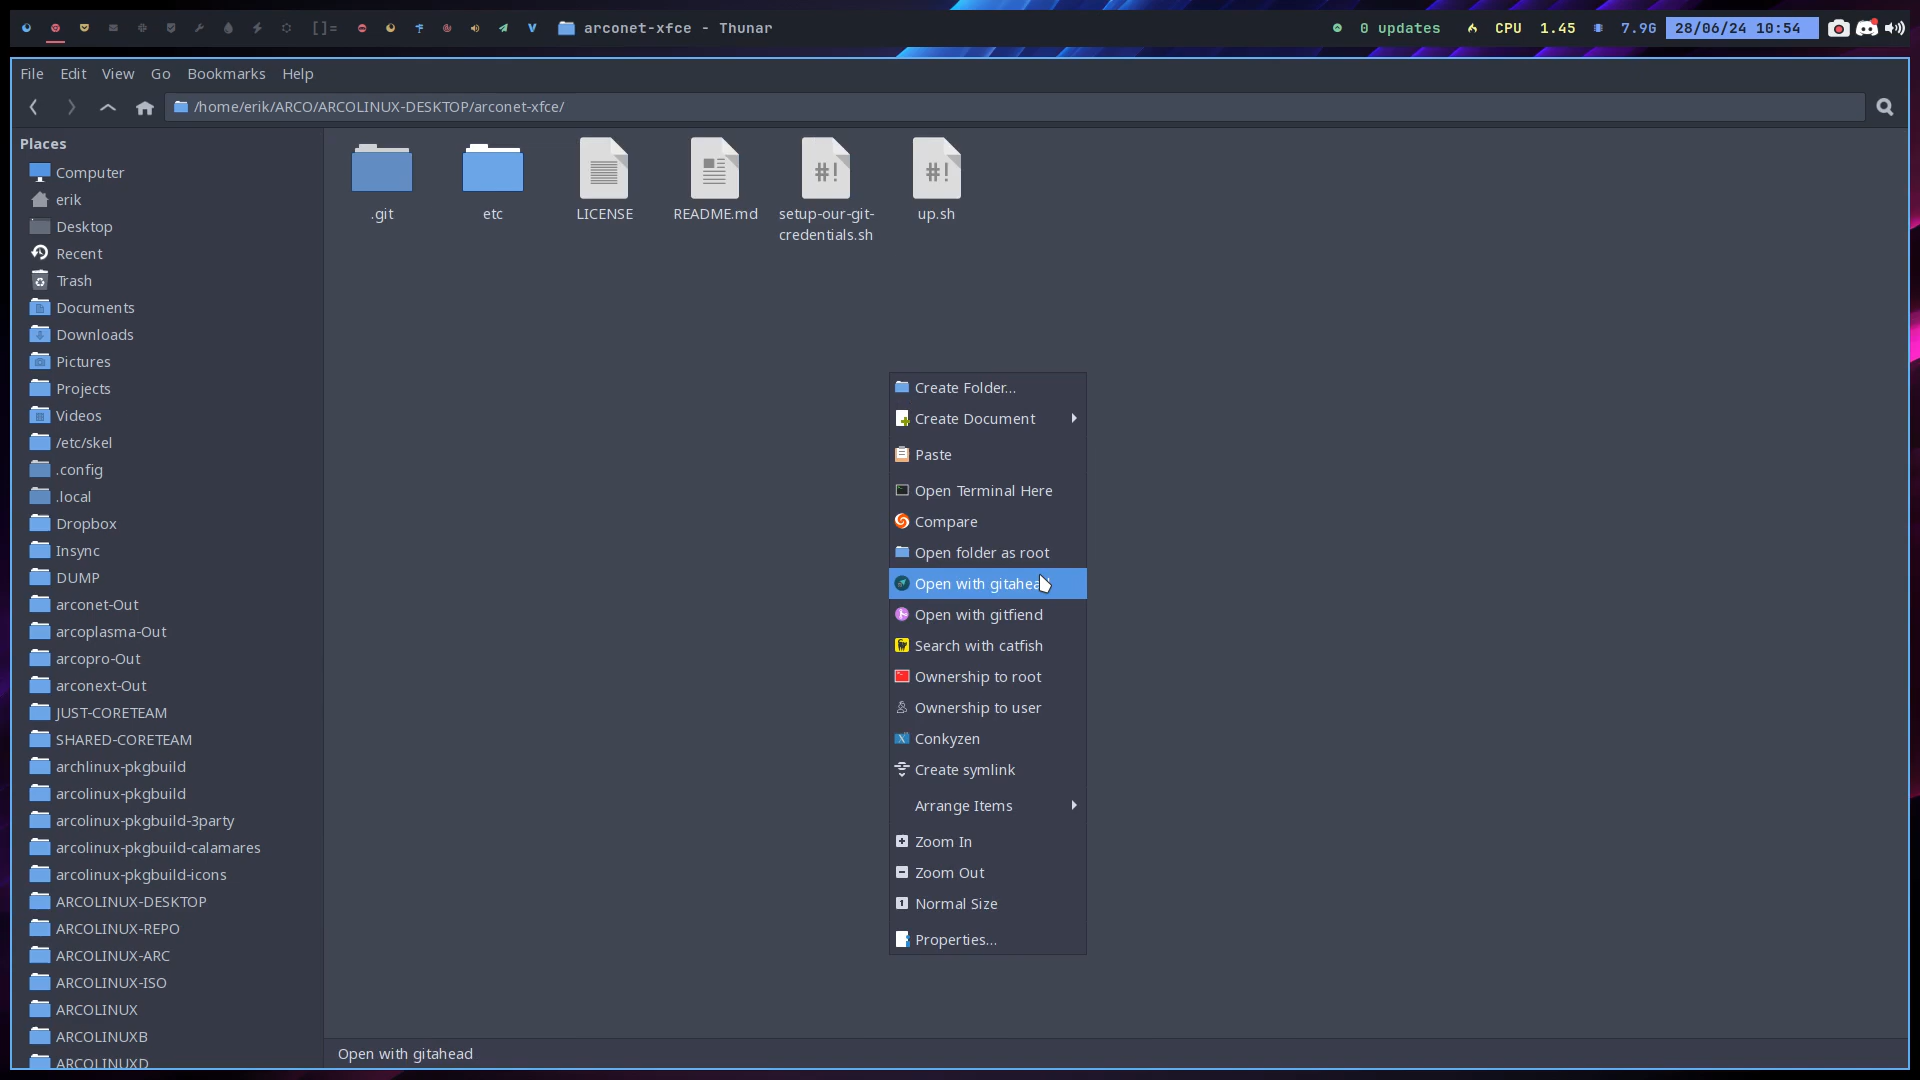 []= arconet-xfce - Thunar 0 updates CPU 1.45 7.9G 28/06/24 10:54
File Edit View Go Bookmarks Help
/home/erik/ARCO/ARCOLINUX-DESKTOP/arconet-xfce/
Places
Computer
erik
Desktop
Recent
Trash
Documents
Downloads
Pictures
Projects
Videos
/etc/skel
.config
.local
Dropbox
Insync
DUMP
arconet-Out
arcoplasma-Out
arcopro-Out
arconext-Out
JUST-CORETEAM
SHARED-CORETEAM
archlinux-pkgbuild
arcolinux-pkgbuild
arcolinux-pkgbuild-3party
arcolinux-pkgbuild-calamares
arcolinux-pkgbuild-icons
ARCOLINUX-DESKTOP
ARCOLINUX-REPO
ARCOLINUX-ARC
ARCOLINUX-ISO
ARCOLINUX
ARCOLINUXB
ARCOLINUXD
#! #!
.git etc LICENSE README.md setup-our-git- up.sh
credentials.sh
Create Folder...
Create Document
Paste
Open Terminal Here
Compare
Open folder as root
Open with gitahead
Open with gitfiend
Search with catfish
Ownership to root
Ownership to user
Conkyzen
Create symlink
Arrange Items
Zoom In
Zoom Out
Normal Size
Properties...
Open with gitahead